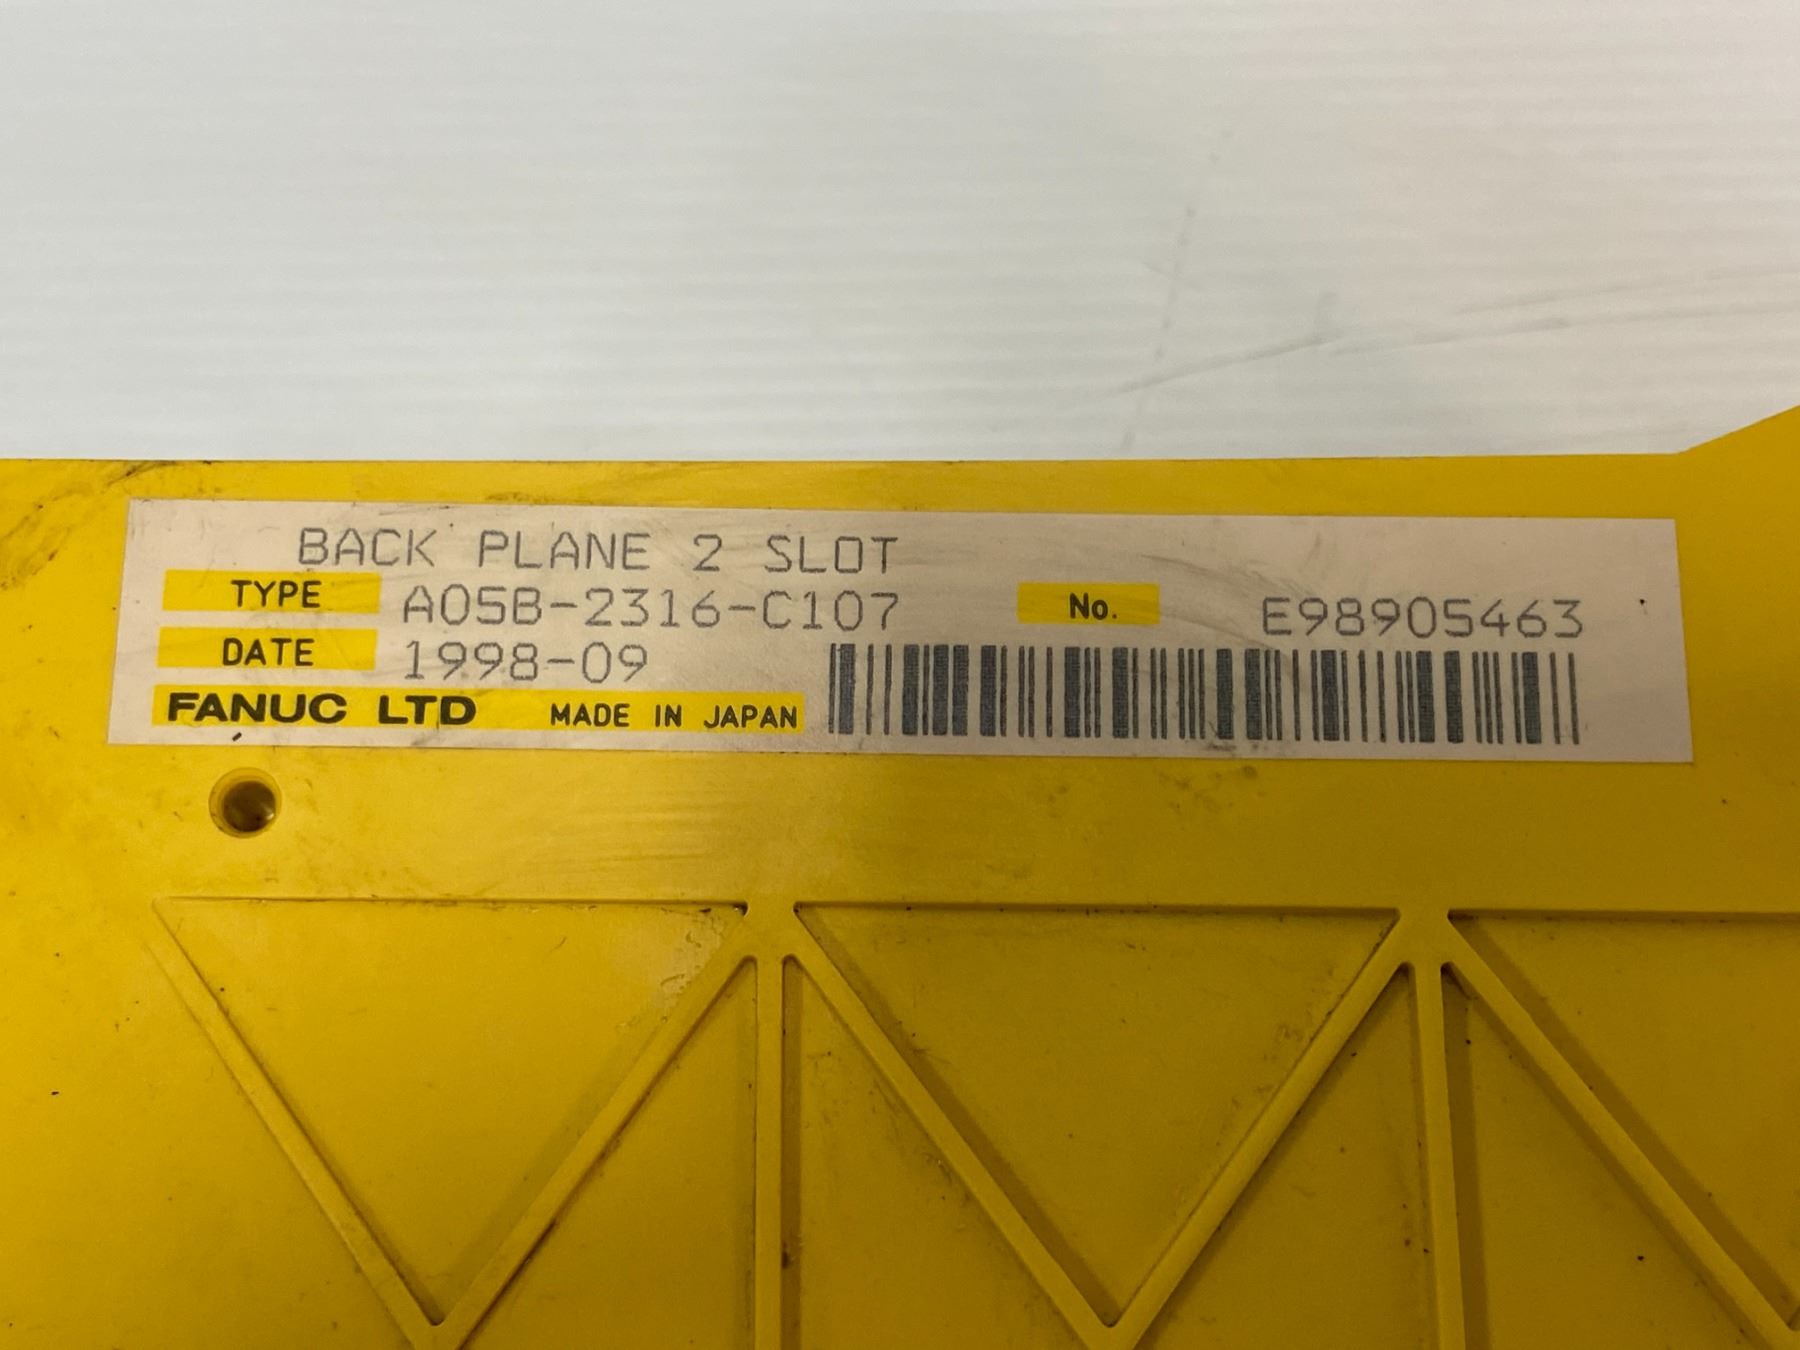 BACK PLANE 2 SLOT
TYPE A05B-2316-C107 No. E98905463
DATE 1998-09
FANUC LTD MADE IN JAPAN